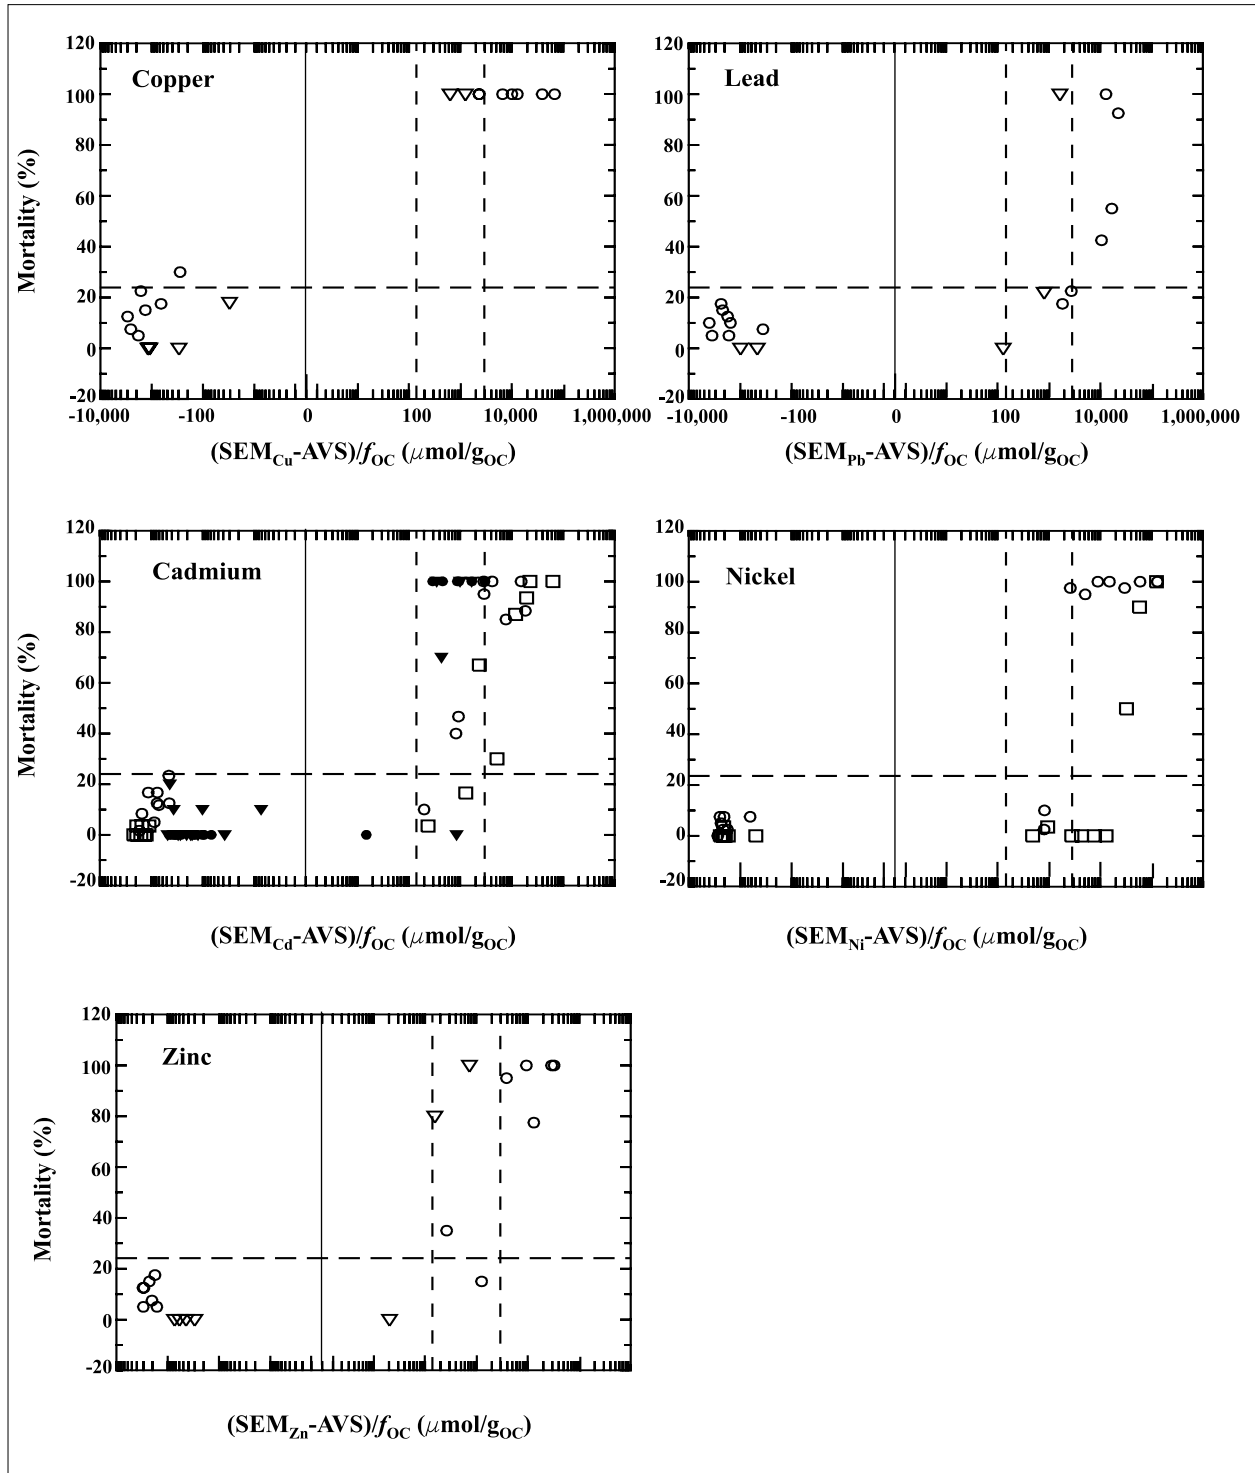 Copper
Mortality (%)
120
100
80
60
40
20
0
-20
-10,000 -100 0 100 10,000 1,000,000
(SEMCu-AVS)/fOC (μmol/gOC)
Lead
120
100
80
60
40
20
0
-20
-10,000 -100 0 100 10,000 1,000,000
(SEMPb-AVS)/fOC (μmol/gOC)
Cadmium
Mortality (%)
120
100
80
60
40
20
0
-20
(SEMCd-AVS)/fOC (μmol/gOC)
Nickel
120
100
80
60
40
20
0
-20
(SEMNi-AVS)/fOC (μmol/gOC)
Zinc
Mortality (%)
120
100
80
60
40
20
0
-20
(SEMZn-AVS)/fOC (μmol/gOC)